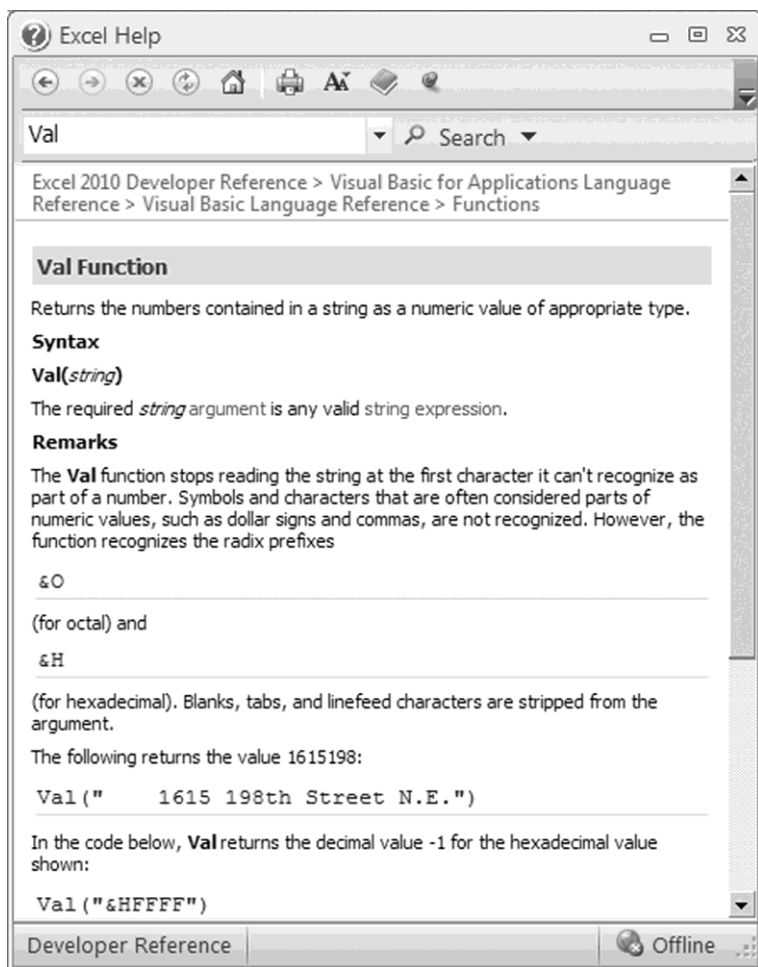 Excel Help
Val
Search
Excel 2010 Developer Reference > Visual Basic for Applications Language
Reference > Visual Basic Language Reference > Functions
Val Function
Returns the numbers contained in a string as a numeric value of appropriate type.
Syntax
Val(string)
The required string argument is any valid string expression.
Remarks
The Val function stops reading the string at the first character it can't recognize as
part of a number. Symbols and characters that are often considered parts of
numeric values, such as dollar signs and commas, are not recognized. However, the
function recognizes the radix prefixes
&O
(for octal) and
&H
(for hexadecimal). Blanks, tabs, and linefeed characters are stripped from the
argument.
The following returns the value 1615198:
Val("    1615 198th Street N.E.")
In the code below, Val returns the decimal value -1 for the hexadecimal value
shown:
Val("&HFFFF")
Developer Reference
Offline